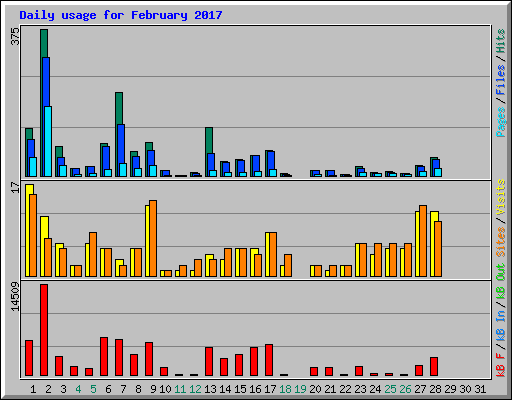 Daily usage for February 2017
375
Pages / Files / Hits
17
kB Out Sites / Visits
14509
kB F / kB In /
1 2 3 4 5 6 7 8 9 10 11 12 13 14 15 16 17 18 19 20 21 22 23 24 25 26 27 28 29 30 31